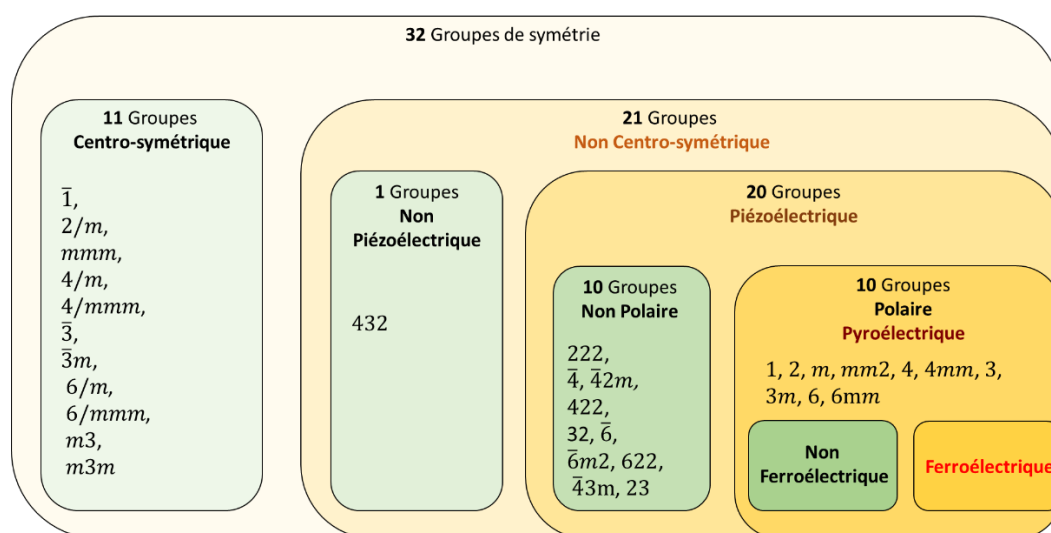 32 Groupes de symétrie
11 Groupes
Centro-symétrique
1̅,
2/m,
mmm,
4/m,
4/mmm,
3̅,
3̅m,
6/m,
6/mmm,
m3,
m3m
21 Groupes
Non Centro-symétrique
1 Groupes
Non
Piézoélectrique
432
20 Groupes
Piézoélectrique
10 Groupes
Non Polaire
222,
4̅, 4̅2m,
422,
32, 6̅,
6̅m2, 622,
4̅3m, 23
10 Groupes
Polaire
Pyroélectrique
1, 2, m, mm2, 4, 4mm, 3,
3m, 6, 6mm
Non
Ferroélectrique
Ferroélectrique